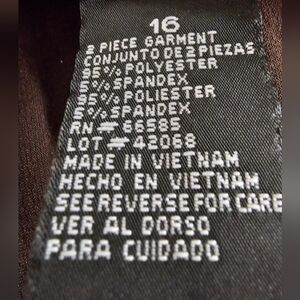 16
2 PIECE GARMENT
CONJUNTO DE 2 PIEZAS
95% POLYESTER
5% SPANDEX
95% POLIESTER
5% SPANDEX
RN# 66585
LOT# 42068
MADE IN VIETNAM
HECHO EN VIETNAM
SEE REVERSE FOR CARE
VER AL DORSO
PARA CUIDADO